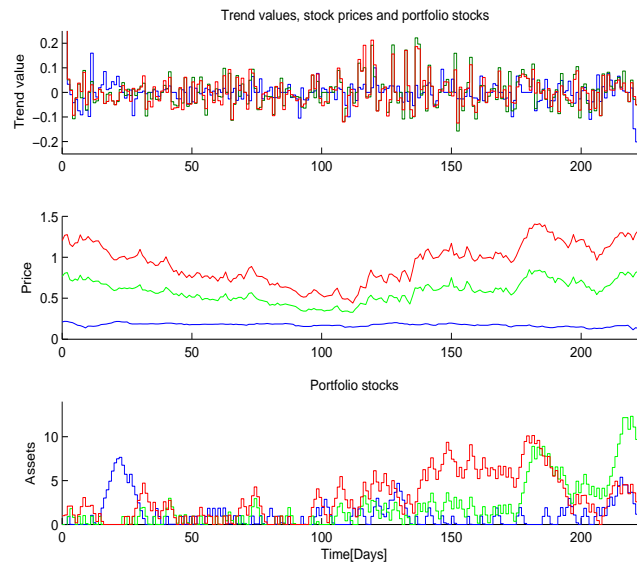 Trend values, stock prices and portfolio stocks
Trend value
0.2
0.1
0
−0.1
−0.2
0 50 100 150 200
Price
1.5
1
0.5
0
0 50 100 150 200
Portfolio stocks
Assets
10
5
0
0 50 100 150 200
Time[Days]